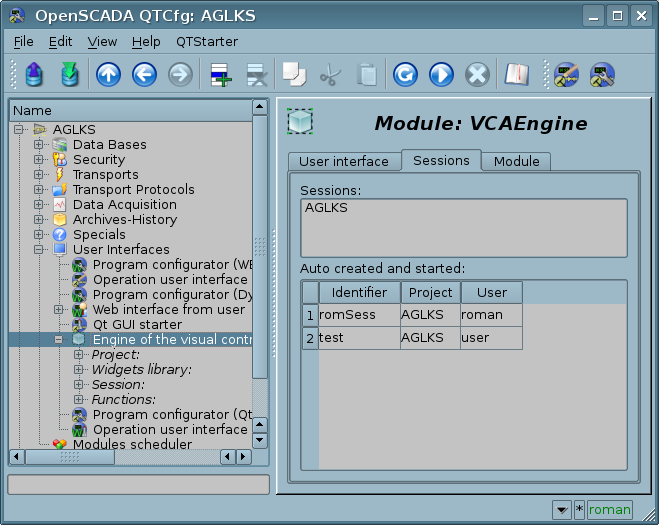 OpenSCADA QTCfg: AGLKS
File Edit View Help QTStarter
Name
AGLKS
Data Bases
Security
Transports
Transport Protocols
Data Acquisition
Archives-History
Specials
User Interfaces
Program configurator (WE
Operation user interface
Program configurator (Dy
Web interface from user
Qt GUI starter
Engine of the visual contr
Project:
Widgets library:
Session:
Functions:
Program configurator (Qt
Operation user interface
Modules scheduler
Module: VCAEngine
User interface Sessions Module
Sessions:
AGLKS
Auto created and started:
Identifier Project User
1 romSess AGLKS roman
2 test AGLKS user
* roman